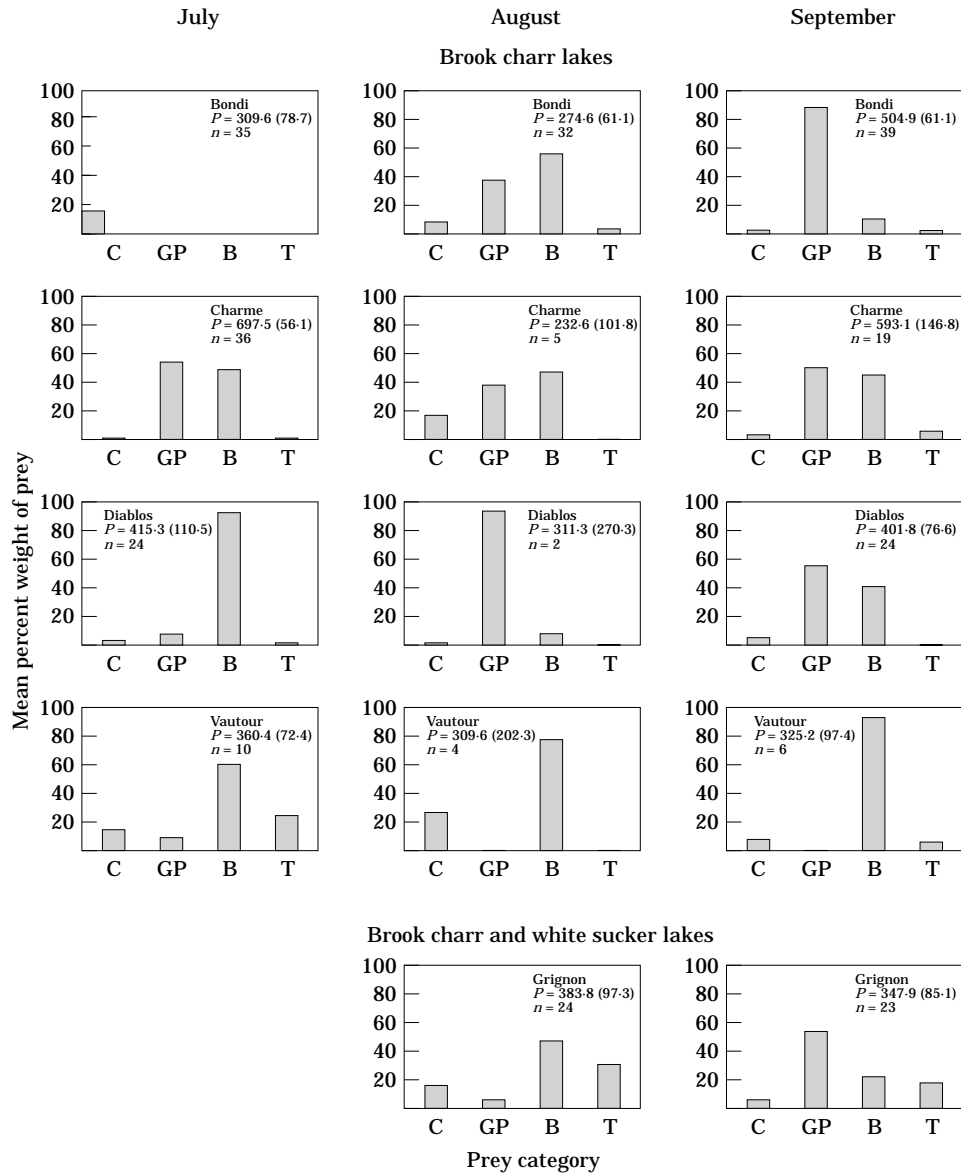 July August September
Brook charr lakes
100
80
60
40
20
Bondi
P = 309·6 (78·7)
n = 35
C GP B T
100
80
60
40
20
Bondi
P = 274·6 (61·1)
n = 32
C GP B T
100
80
60
40
20
Bondi
P = 504·9 (61·1)
n = 39
C GP B T
100
80
60
40
20
Charme
P = 697·5 (56·1)
n = 36
C GP B T
100
80
60
40
20
Charme
P = 232·6 (101·8)
n = 5
C GP B T
100
80
60
40
20
Charme
P = 593·1 (146·8)
n = 19
C GP B T
Mean percent weight of prey
100
80
60
40
20
Diablos
P = 415·3 (110·5)
n = 24
C GP B T
100
80
60
40
20
Diablos
P = 311·3 (270·3)
n = 2
C GP B T
100
80
60
40
20
Diablos
P = 401·8 (76·6)
n = 24
C GP B T
100
80
60
40
20
Vautour
P = 360·4 (72·4)
n = 10
C GP B T
100
80
60
40
20
Vautour
P = 309·6 (202·3)
n = 4
C GP B T
100
80
60
40
20
Vautour
P = 325·2 (97·4)
n = 6
C GP B T
Brook charr and white sucker lakes
100
80
60
40
20
Grignon
P = 383·8 (97·3)
n = 24
C GP B T
100
80
60
40
20
Grignon
P = 347·9 (85·1)
n = 23
C GP B T
Prey category